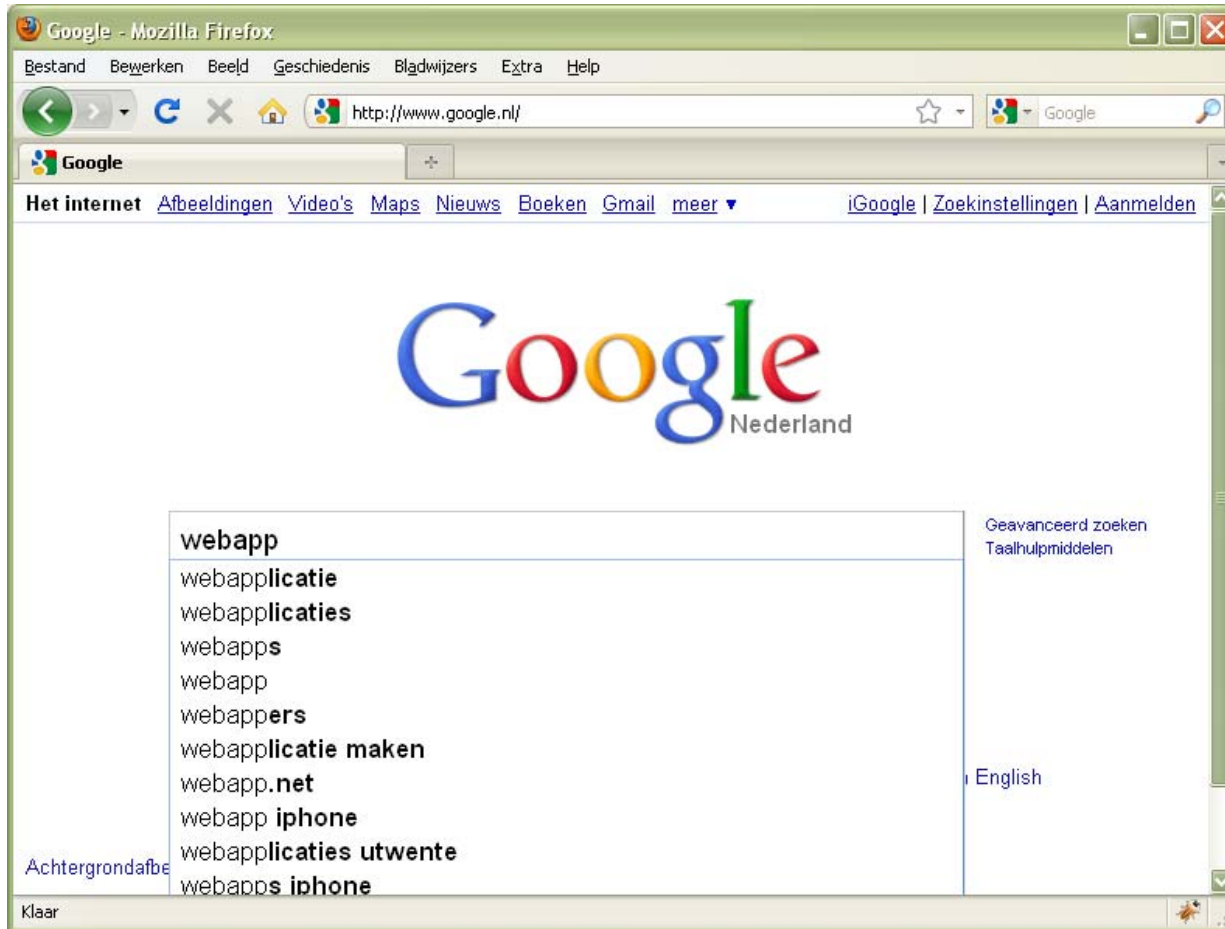 Google - Mozilla Firefox
Bestand Bewerken Beeld Geschiedenis Bladwijzers Extra Help
http://www.google.nl/ Google
Google
Het internet Afbeeldingen Video's Maps Nieuws Boeken Gmail meer ▼ iGoogle | Zoekinstellingen | Aanmelden
Google
Nederland
webapp
Geavanceerd zoeken
Taalhulpmiddelen
webapplicatie
webapplicaties
webapps
webapp
webappers
webapplicatie maken
webapp.net
English
webapp iphone
webapplicaties utwente
Achtergrondafbe
webapps iphone
Klaar